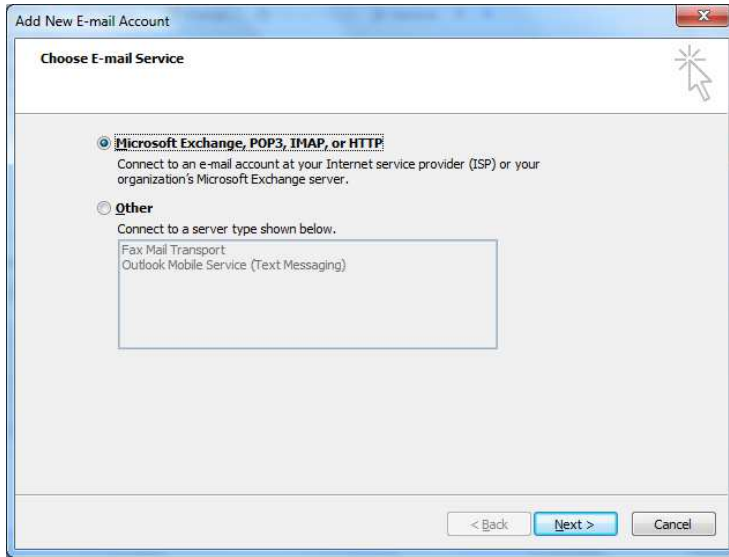 Add New E-mail Account
Choose E-mail Service
Microsoft Exchange, POP3, IMAP, or HTTP
Connect to an e-mail account at your Internet service provider (ISP) or your
organization's Microsoft Exchange server.
Other
Connect to a server type shown below.
Fax Mail Transport
Outlook Mobile Service (Text Messaging)
< Back Next > Cancel